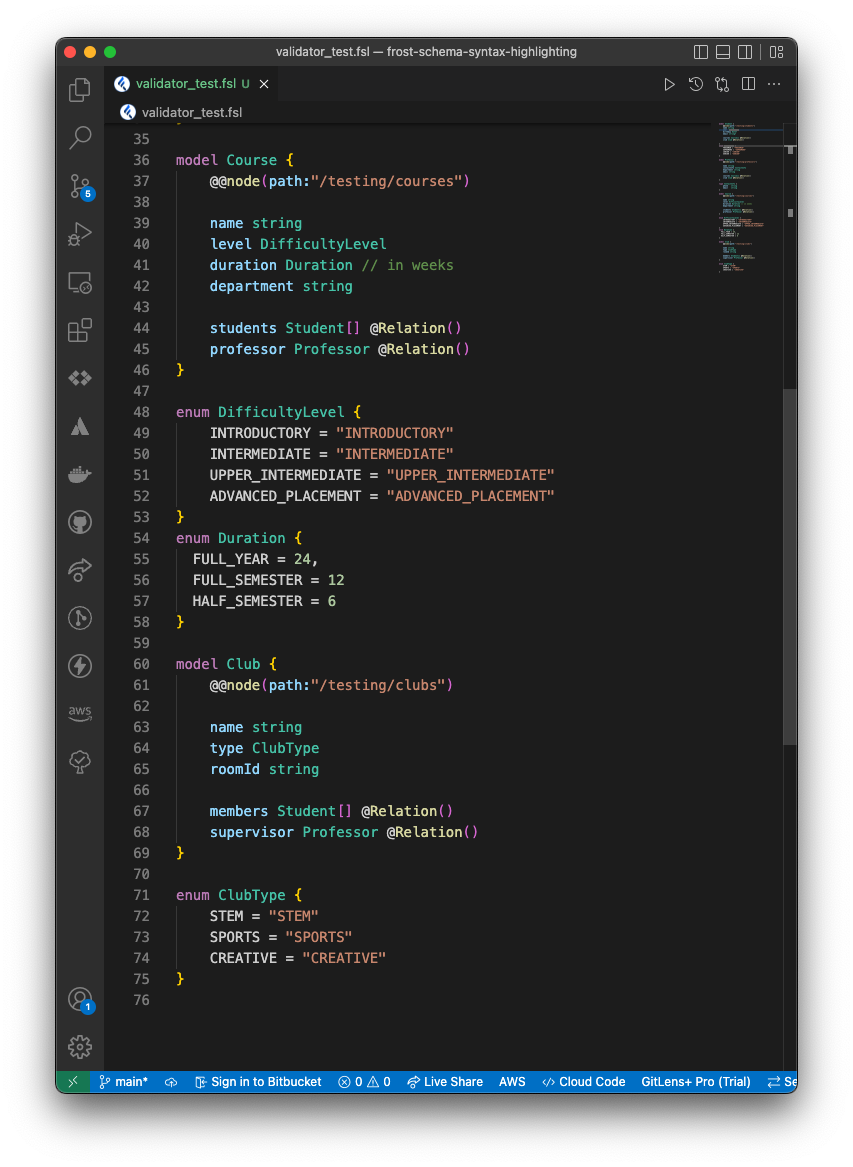 validator_test.fsl — frost-schema-syntax-highlighting
validator_test.fsl U
validator_test.fsl
35
36 model Course {
37     @@node(path:"/testing/courses")
38
39     name string
40     level DifficultyLevel
41     duration Duration // in weeks
42     department string
43
44     students Student[] @Relation()
45     professor Professor @Relation()
46 }
47
48 enum DifficultyLevel {
49     INTRODUCTORY = "INTRODUCTORY"
50     INTERMEDIATE = "INTERMEDIATE"
51     UPPER_INTERMEDIATE = "UPPER_INTERMEDIATE"
52     ADVANCED_PLACEMENT = "ADVANCED_PLACEMENT"
53 }
54 enum Duration {
55   FULL_YEAR = 24,
56   FULL_SEMESTER = 12
57   HALF_SEMESTER = 6
58 }
59
60 model Club {
61     @@node(path:"/testing/clubs")
62
63     name string
64     type ClubType
65     roomId string
66
67     members Student[] @Relation()
68     supervisor Professor @Relation()
69 }
70
71 enum ClubType {
72     STEM = "STEM"
73     SPORTS = "SPORTS"
74     CREATIVE = "CREATIVE"
75 }
76
5
aws
1
main* Sign in to Bitbucket 0 0 Live Share AWS Cloud Code GitLens+ Pro (Trial) Se